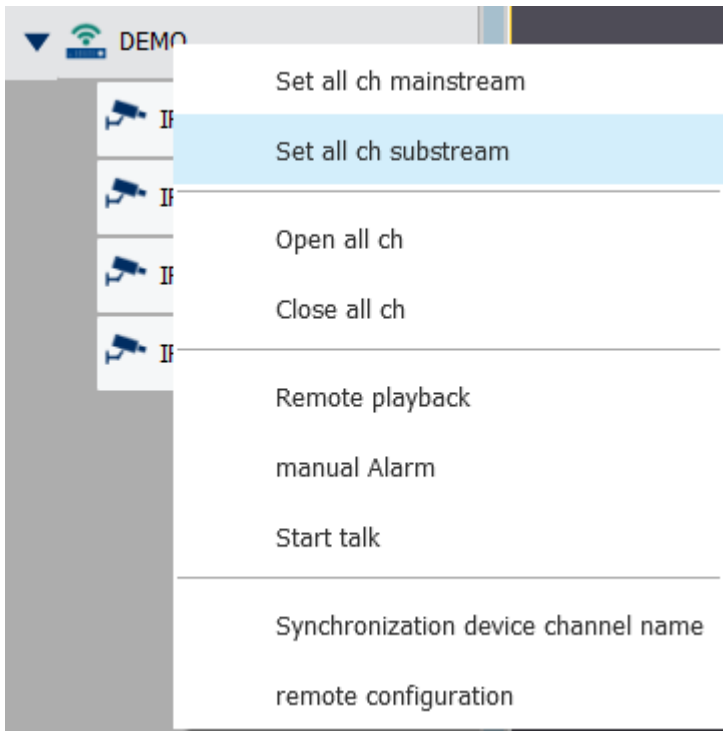 DEMO
Set all ch mainstream
Set all ch substream
Open all ch
Close all ch
Remote playback
manual Alarm
Start talk
Synchronization device channel name
remote configuration